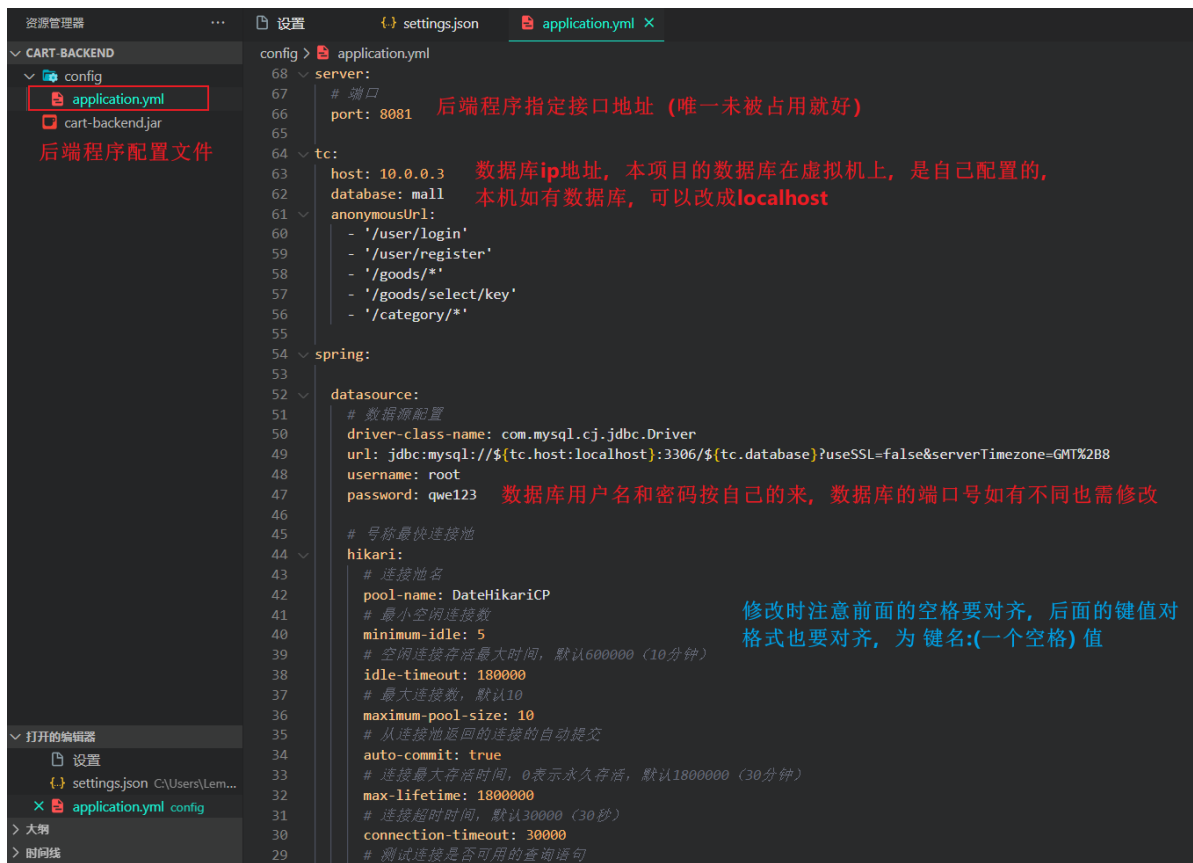 资源管理器 ···
设置
{..} settings.json
application.yml ×
CART-BACKEND
config
application.yml
cart-backend.jar
后端程序配置文件
config > application.yml
68 server:
67 # 端口
66 port: 8081 后端程序指定接口地址（唯一未被占用就好）
65
64 tc:
63 host: 10.0.0.3 数据库ip地址，本项目的数据库在虚拟机上，是自己配置的，
62 database: mall 本机如有数据库，可以改成localhost
61 anonymousUrl:
60 - '/user/login'
59 - '/user/register'
58 - '/goods/*'
57 - '/goods/select/key'
56 - '/category/*'
55
54 spring:
53
52 datasource:
51 # 数据源配置
50 driver-class-name: com.mysql.cj.jdbc.Driver
49 url: jdbc:mysql://${tc.host:localhost}:3306/${tc.database}?useSSL=false&serverTimezone=GMT%2B8
48 username: root
47 password: qwe123 数据库用户名和密码按自己的来，数据库的端口号如有不同也需修改
46
45 # 号称最快连接池
44 hikari:
43 # 连接池名
42 pool-name: DateHikariCP
41 # 最小空闲连接数
40 minimum-idle: 5
39 # 空闲连接存活最大时间，默认600000（10分钟）
38 idle-timeout: 180000
37 # 最大连接数，默认10
36 maximum-pool-size: 10
35 # 从连接池返回的连接的自动提交
34 auto-commit: true
33 # 连接最大存活时间，0表示永久存活，默认1800000（30分钟）
32 max-lifetime: 1800000
31 # 连接超时时间，默认30000（30秒）
30 connection-timeout: 30000
29 # 测试连接是否可用的查询语句
修改时注意前面的空格要对齐，后面的键值对
格式也要对齐，为 键名:(一个空格) 值
打开的编辑器
设置
{..} settings.json C:\Users\Lem...
× application.yml config
大纲
时间线